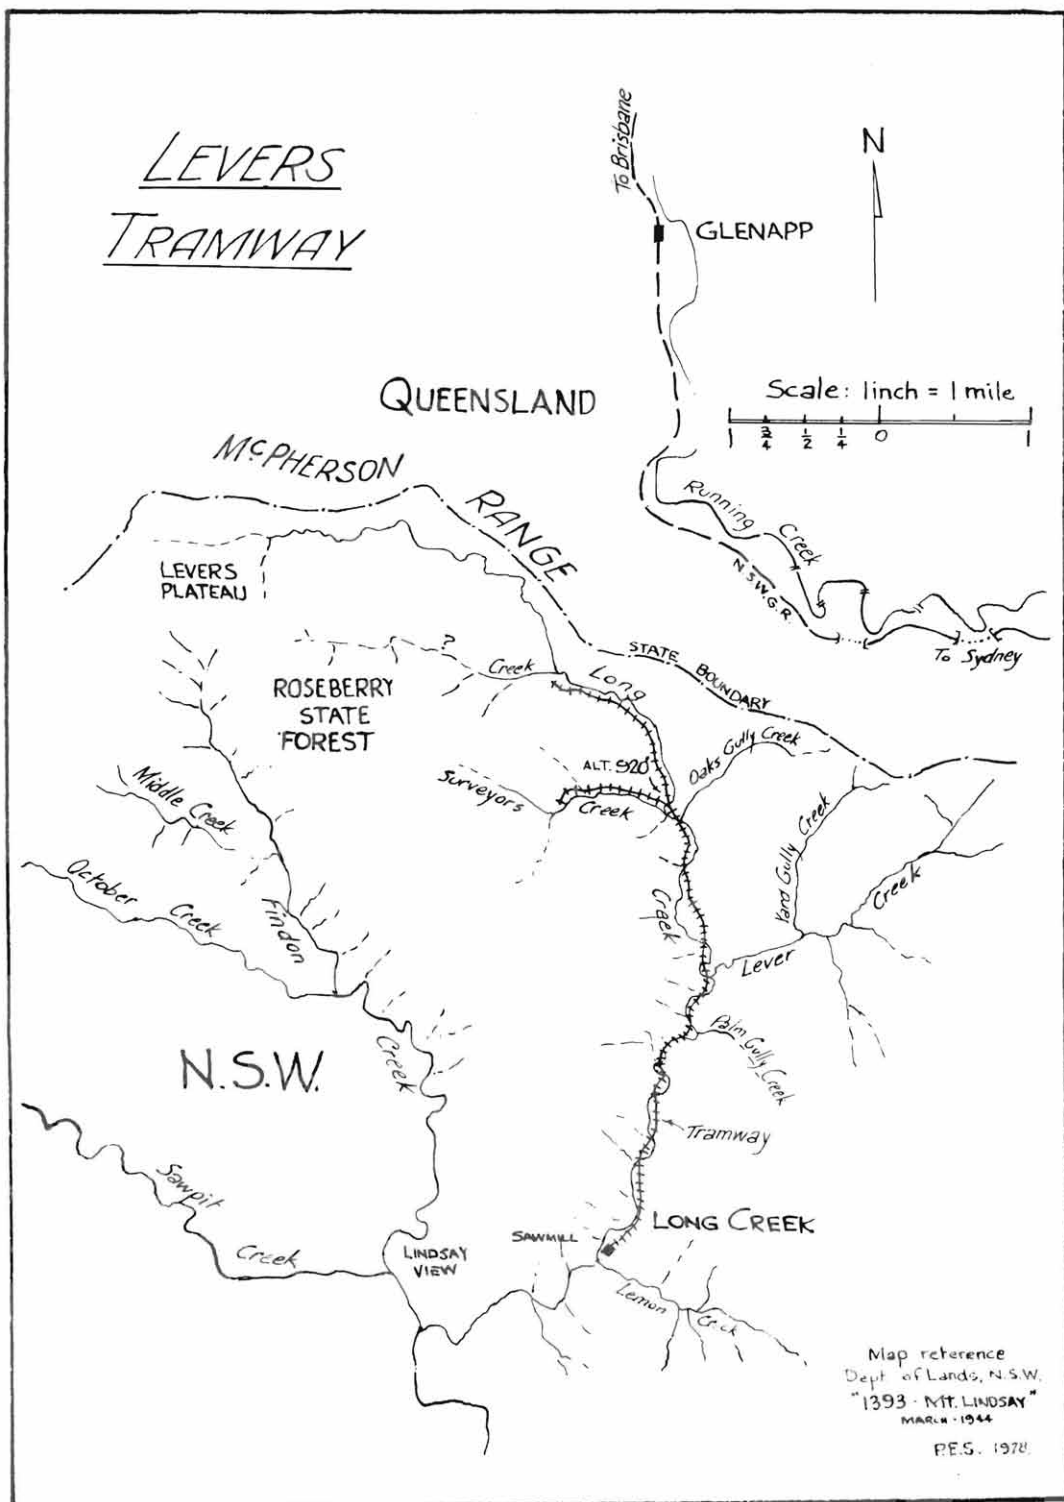 LEVERS
TRAMWAY
To Brisbane
N
GLENAPP
QUEENSLAND
Scale: 1 inch = 1 mile
1 3/4 1/2 1/4 0 1
McPHERSON
RANGE
Running
Creek
N.S.W.G.R.
To Sydney
LEVERS
PLATEAU
STATE BOUNDARY
?
Creek
Long
ROSEBERRY
STATE
FOREST
ALT. 920'
Oaks Gully Creek
Surveyors
Creek
Middle Creek
Yard Gully Creek
Creek
October
Creek
Findon
Creek
Lever
Palm Gully Creek
N.S.W.
Creek
Tramway
Sawpit
Creek
LONG CREEK
SAWMILL
LINDSAY
VIEW
Lemon
Creek
Map reference
Dept of Lands, N.S.W.
"1393 · MT. LINDSAY"
MARCH · 1944
P.E.S. 1978